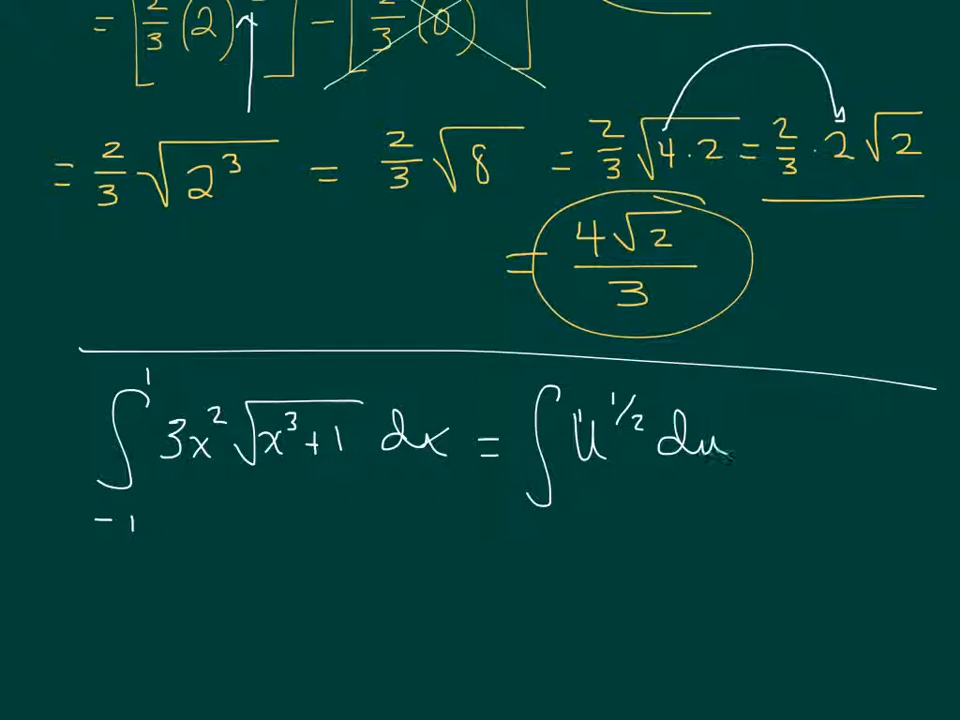 = [2/3 (2) ] - [2/3 (0) ]
= 2/3 √2³ = 2/3 √8 = 2/3 √4·2 = 2/3 · 2√2
= 4√2/3
∫₋₁¹ 3x² √x³+1 dx = ∫ u^1/2 du